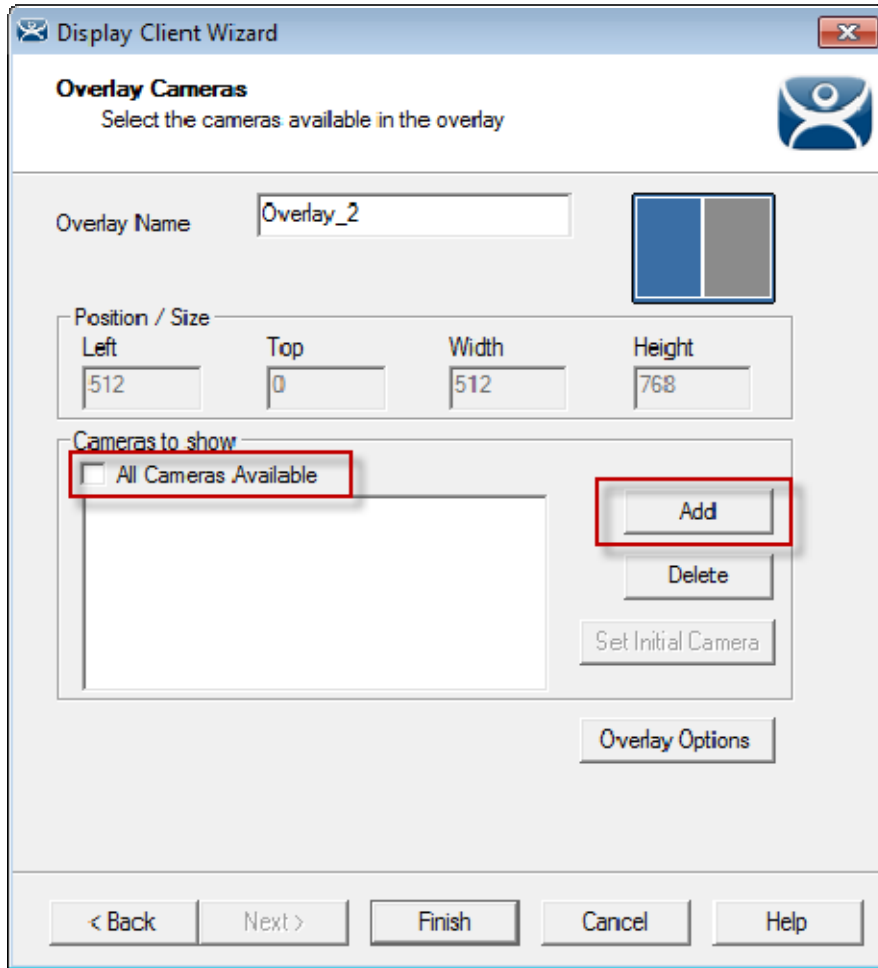 Display Client Wizard
Overlay Cameras
Select the cameras available in the overlay
Overlay Name
Overlay_2
Position / Size
Left Top Width Height
512 0 512 768
Cameras to show
All Cameras Available
Add
Delete
Set Initial Camera
Overlay Options
< Back Next > Finish Cancel Help